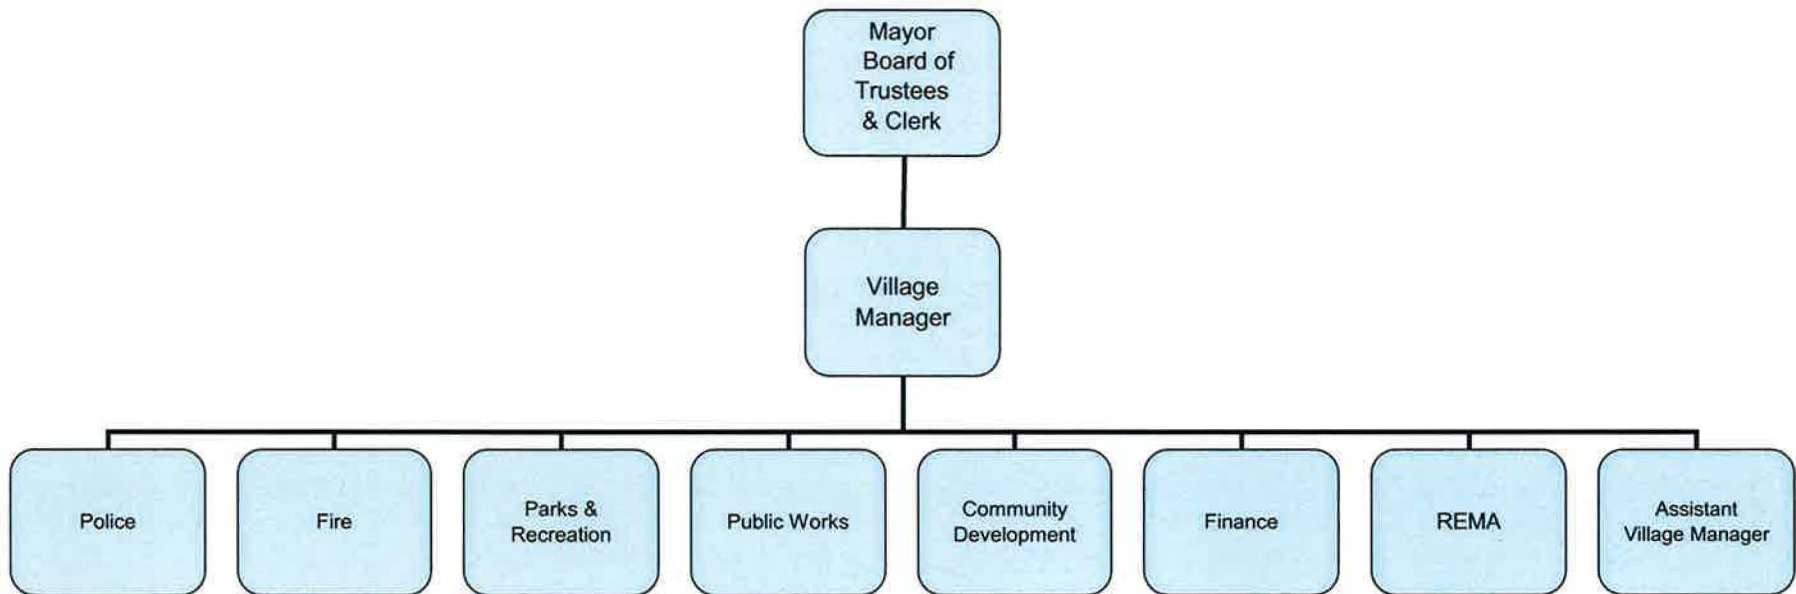 Mayor
Board of
Trustees
& Clerk
Village
Manager
Police
Fire
Parks &
Recreation
Public Works
Community
Development
Finance
REMA
Assistant
Village Manager